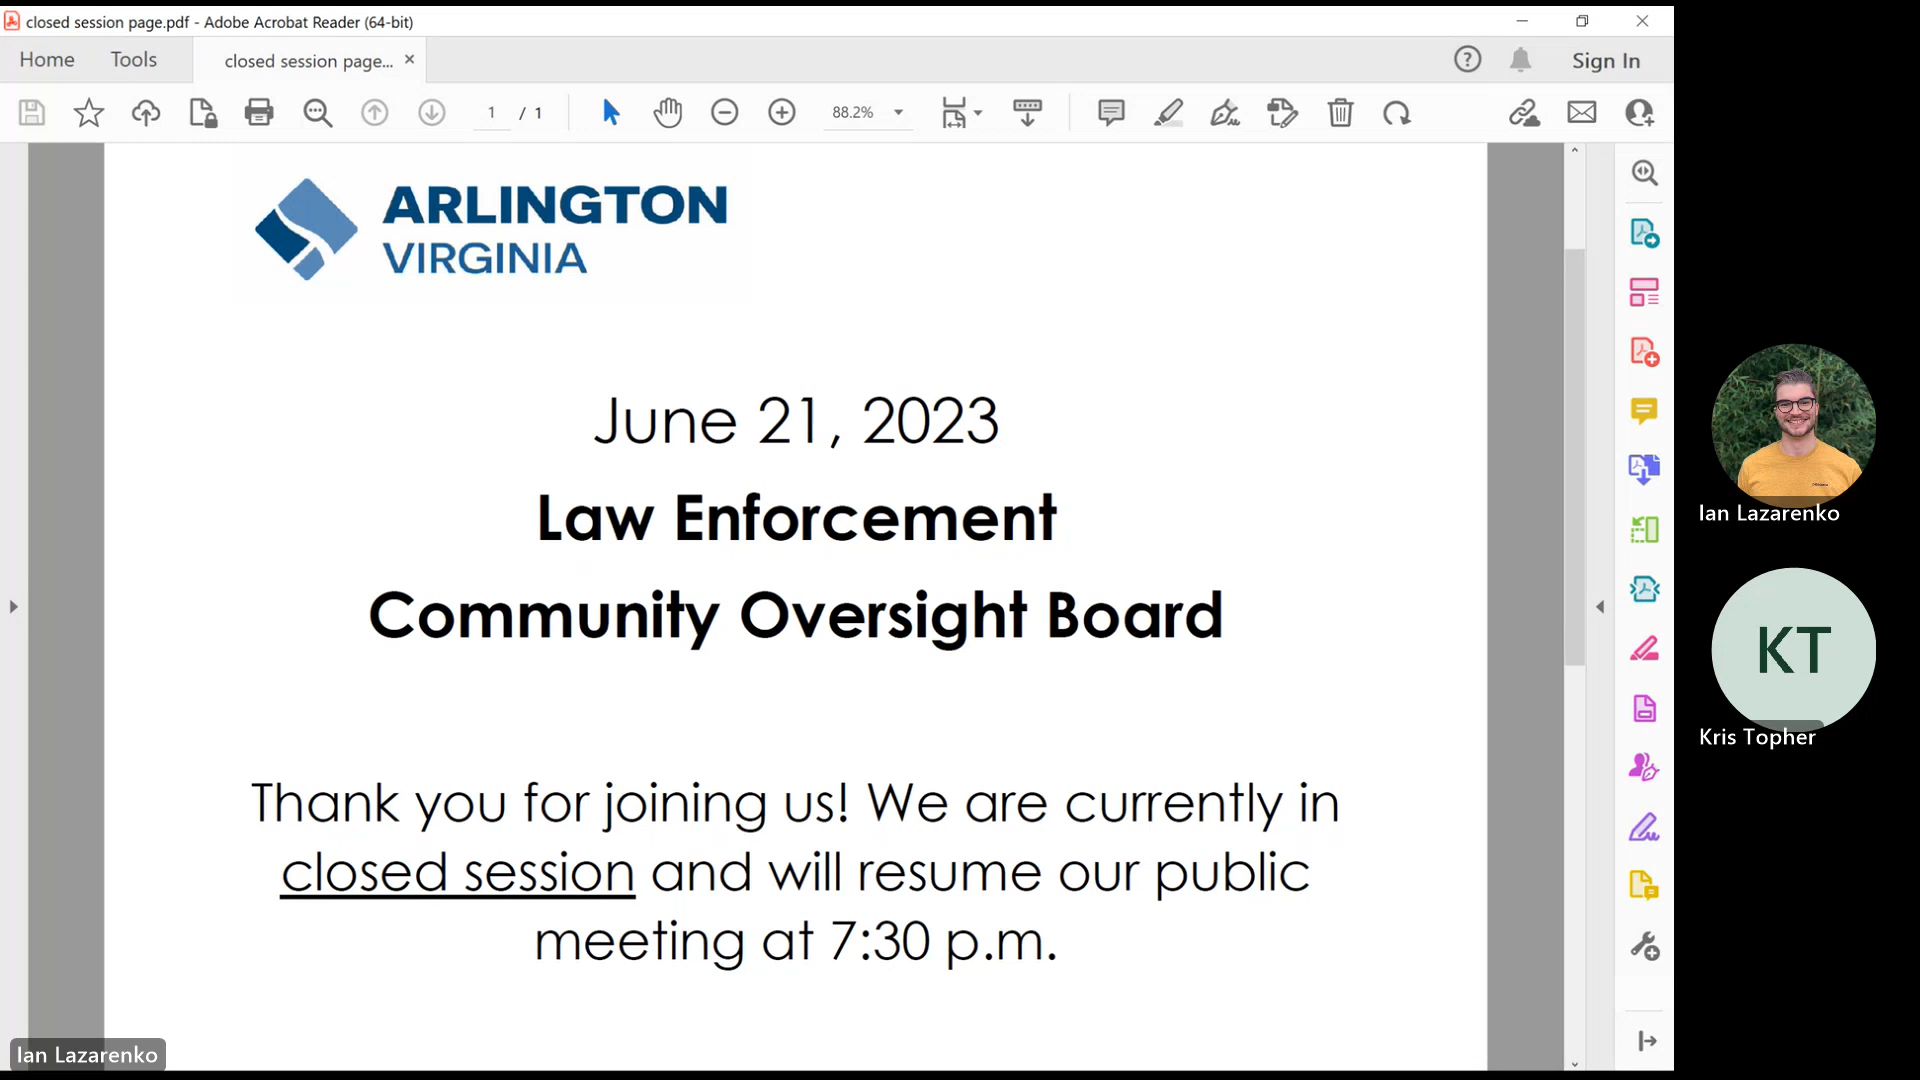 closed session page.pdf - Adobe Acrobat Reader (64-bit)
Home Tools closed session page... Sign In
1 / 1 88.2%
ARLINGTON
VIRGINIA
June 21, 2023
Law Enforcement
Community Oversight Board
Thank you for joining us! We are currently in
closed session and will resume our public
meeting at 7:30 p.m.
Ian Lazarenko
KT
Kris Topher
Ian Lazarenko